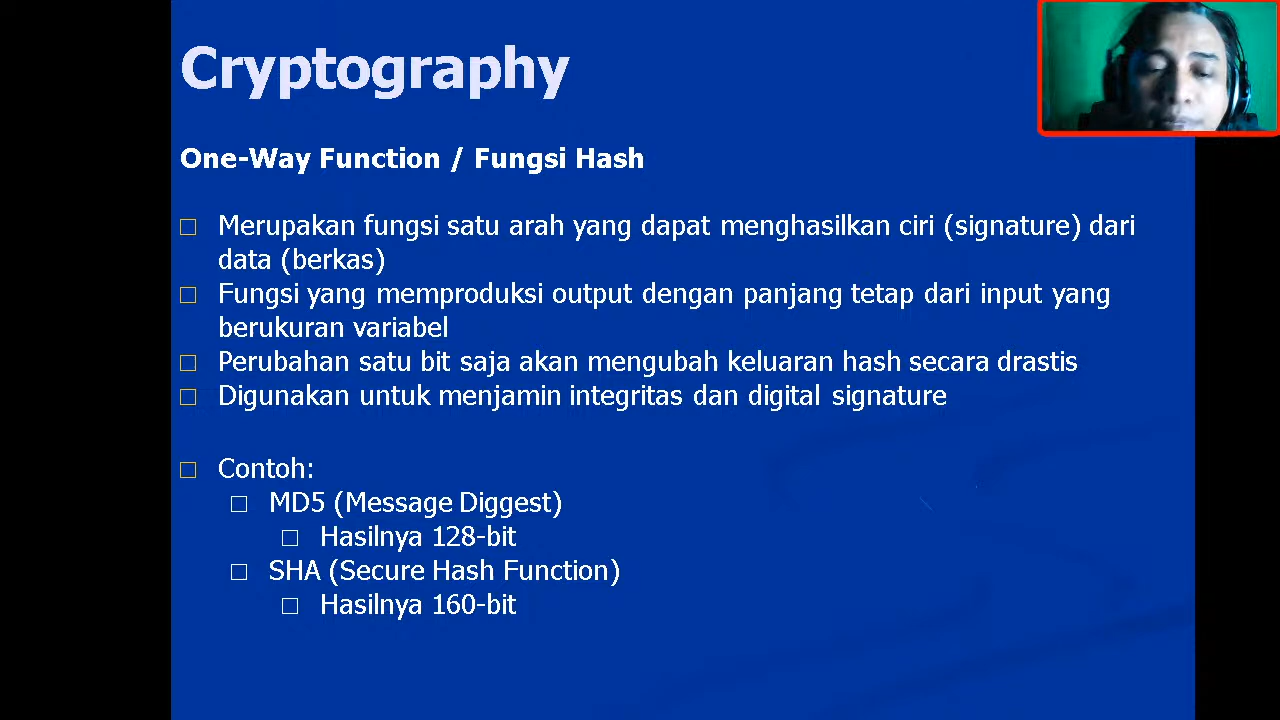 Cryptography
One-Way Function / Fungsi Hash
Merupakan fungsi satu arah yang dapat menghasilkan ciri (signature) dari
data (berkas)
Fungsi yang memproduksi output dengan panjang tetap dari input yang
berukuran variabel
Perubahan satu bit saja akan mengubah keluaran hash secara drastis
Digunakan untuk menjamin integritas dan digital signature
Contoh:
MD5 (Message Diggest)
Hasilnya 128-bit
SHA (Secure Hash Function)
Hasilnya 160-bit